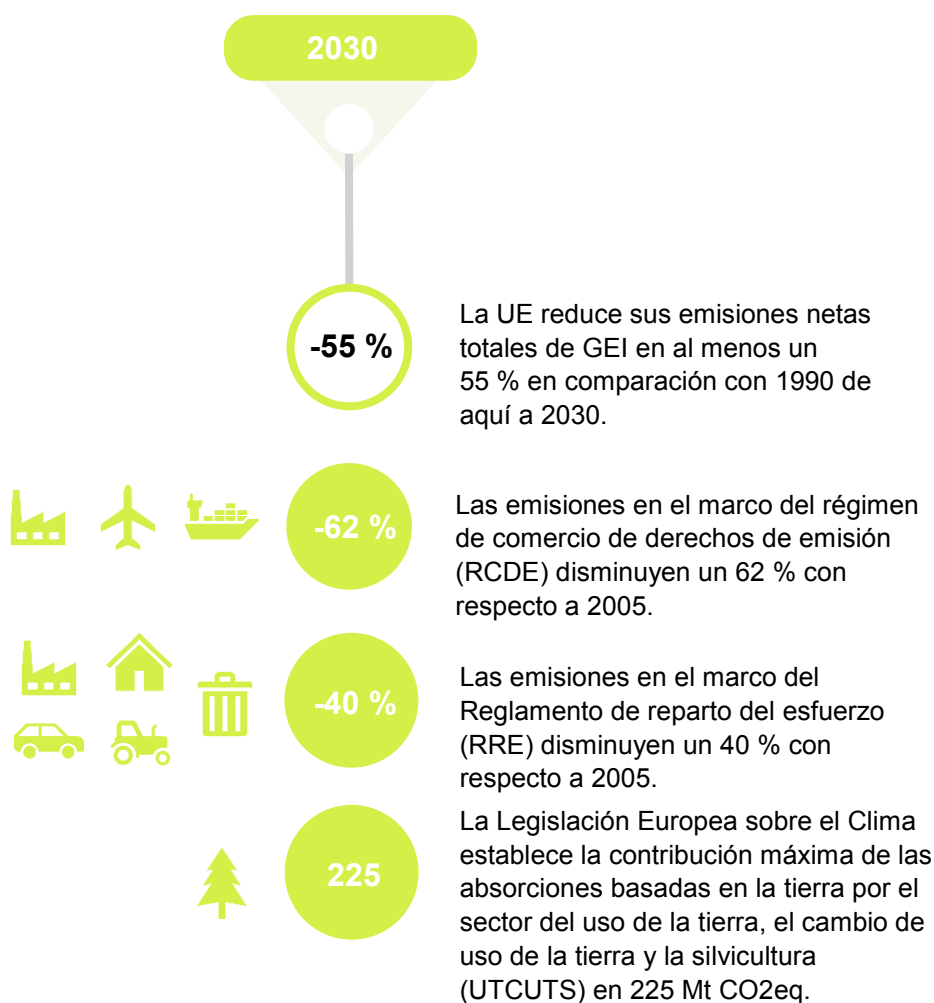 2030
-55 %
La UE reduce sus emisiones netas
totales de GEI en al menos un
55 % en comparación con 1990 de
aquí a 2030.
-62 %
Las emisiones en el marco del régimen
de comercio de derechos de emisión
(RCDE) disminuyen un 62 % con
respecto a 2005.
-40 %
Las emisiones en el marco del
Reglamento de reparto del esfuerzo
(RRE) disminuyen un 40 % con
respecto a 2005.
225
La Legislación Europea sobre el Clima
establece la contribución máxima de las
absorciones basadas en la tierra por el
sector del uso de la tierra, el cambio de
uso de la tierra y la silvicultura
(UTCUTS) en 225 Mt CO2eq.